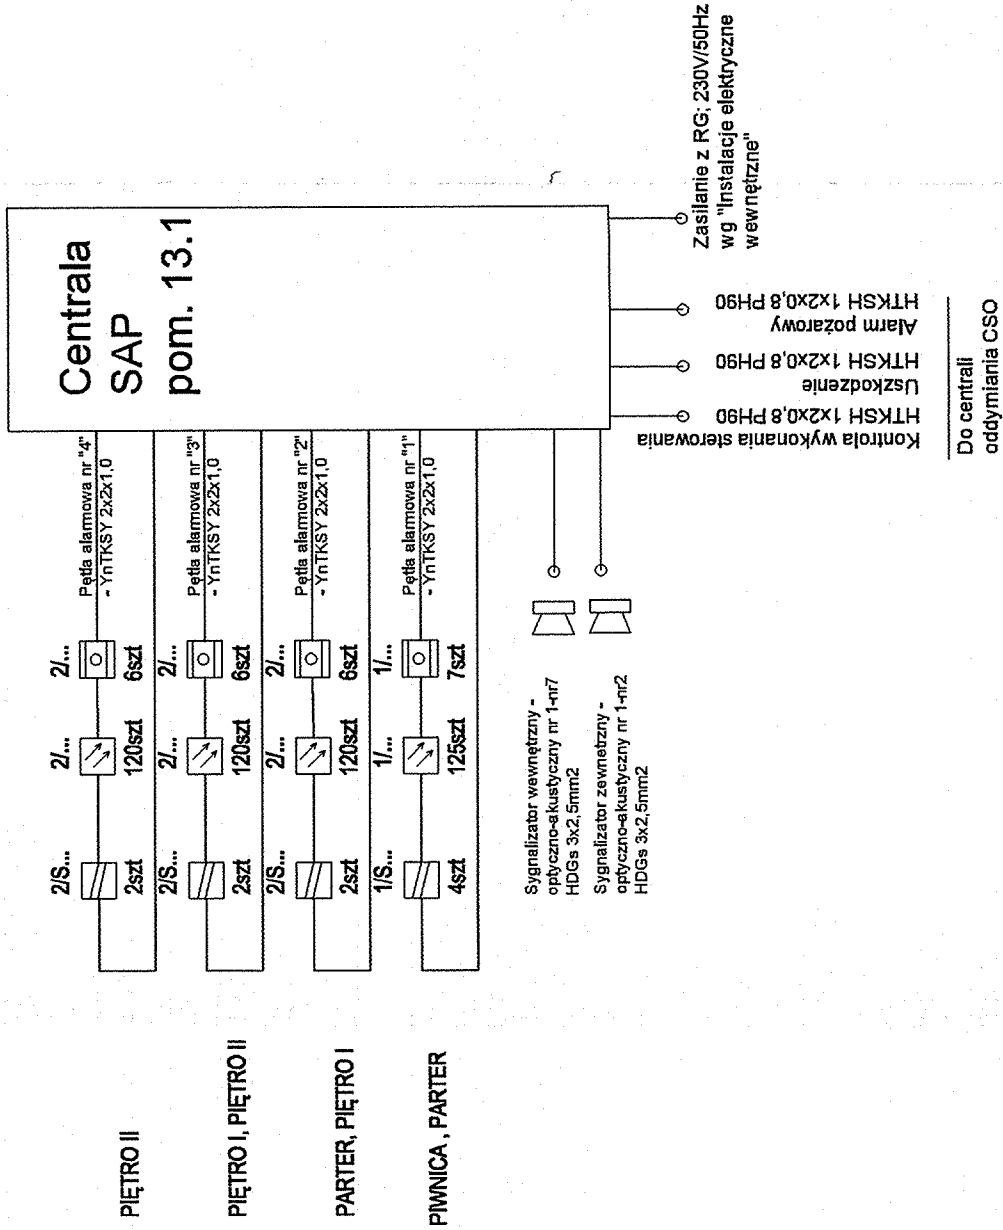 Centrala
SAP
pom. 13.1
Pętla alarmowa nr "4"
- YnTKSY 2x2x1,0
2/...
6szt
2/...
120szt
2/S...
2szt
PIĘTRO II
Pętla alarmowa nr "3"
- YnTKSY 2x2x1,0
2/...
6szt
2/...
120szt
2/S...
2szt
PIĘTRO I, PIĘTRO II
Pętla alarmowa nr "2"
- YnTKSY 2x2x1,0
2/...
6szt
2/...
120szt
2/S...
2szt
PARTER, PIĘTRO I
Pętla alarmowa nr "1"
- YnTKSY 2x2x1,0
1/...
7szt
1/...
125szt
1/S...
4szt
PIWNICA , PARTER
Sygnalizator wewnętrzny -
optyczno-akustyczny nr 1-nr7
HDGs 3x2,5mm2
Sygnalizator zewnetrzny -
optyczno-akustyczny nr 1-nr2
HDGs 3x2,5mm2
Kontrola wykonania sterowania
HTKSH 1x2x0,8 PH90
Uszkodzenie
HTKSH 1x2x0,8 PH90
Alarm pożarowy
HTKSH 1x2x0,8 PH90
Do centrali
oddymiania CSO
Zasilanie z RG; 230V/50Hz
wg "Instalacje elektryczne
wewnętrzne"